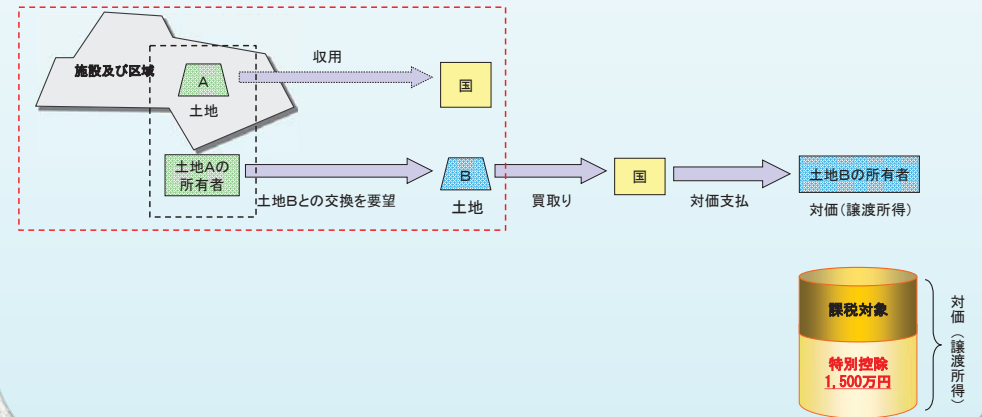 施設及び区域
A
土地
収用
国
土地Aの
所有者
土地Bとの交換を要望
B
土地
買取り
国
対価支払
土地Bの所有者
対価(譲渡所得)
課税対象
特別控除
1,500万円
対価(譲渡所得)